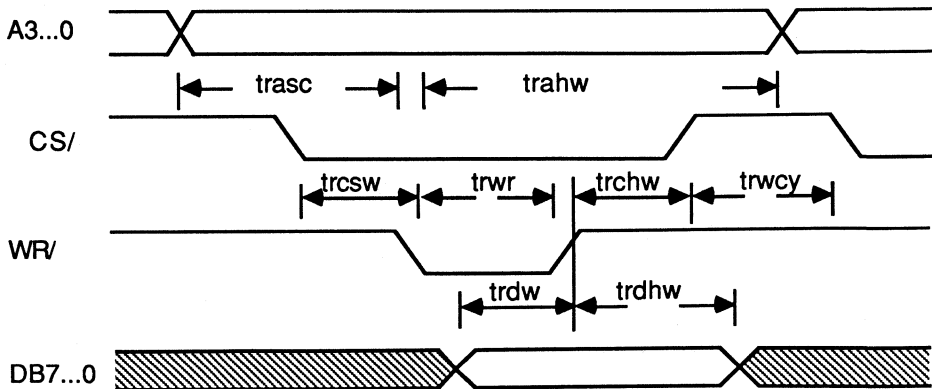 A3...0
trasc trahw
CS/
trcsw trwr trchw trwcy
WR/
trdw trdhw
DB7...0